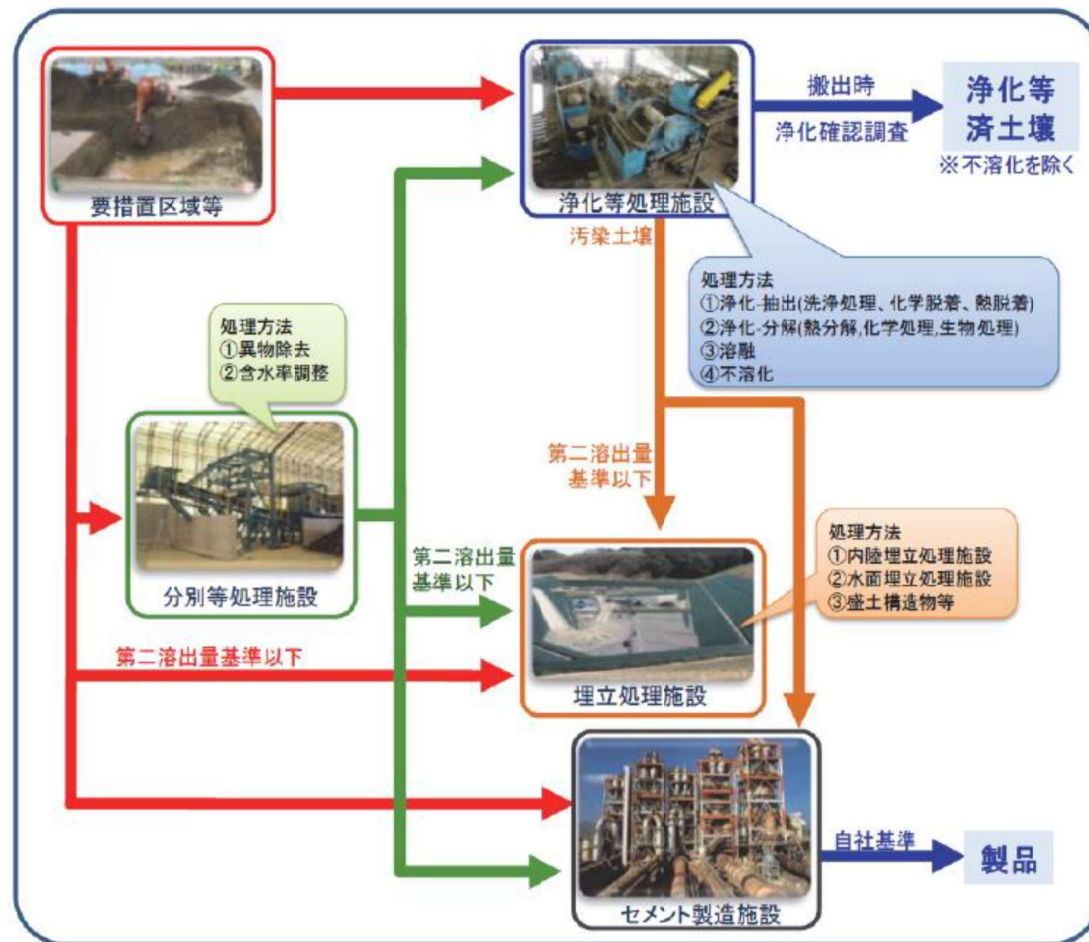 要措置区域等
浄化等処理施設
搬出時
浄化確認調査
浄化等
済土壌
※不溶化を除く
汚染土壌
処理方法
①浄化-抽出(洗浄処理、化学脱着、熱脱着)
②浄化-分解(熱分解,化学処理,生物処理)
③溶融
④不溶化
処理方法
①異物除去
②含水率調整
分別等処理施設
第二溶出量
基準以下
第二溶出量
基準以下
処理方法
①内陸埋立処理施設
②水面埋立処理施設
③盛土構造物等
第二溶出量基準以下
埋立処理施設
セメント製造施設
自社基準
製品